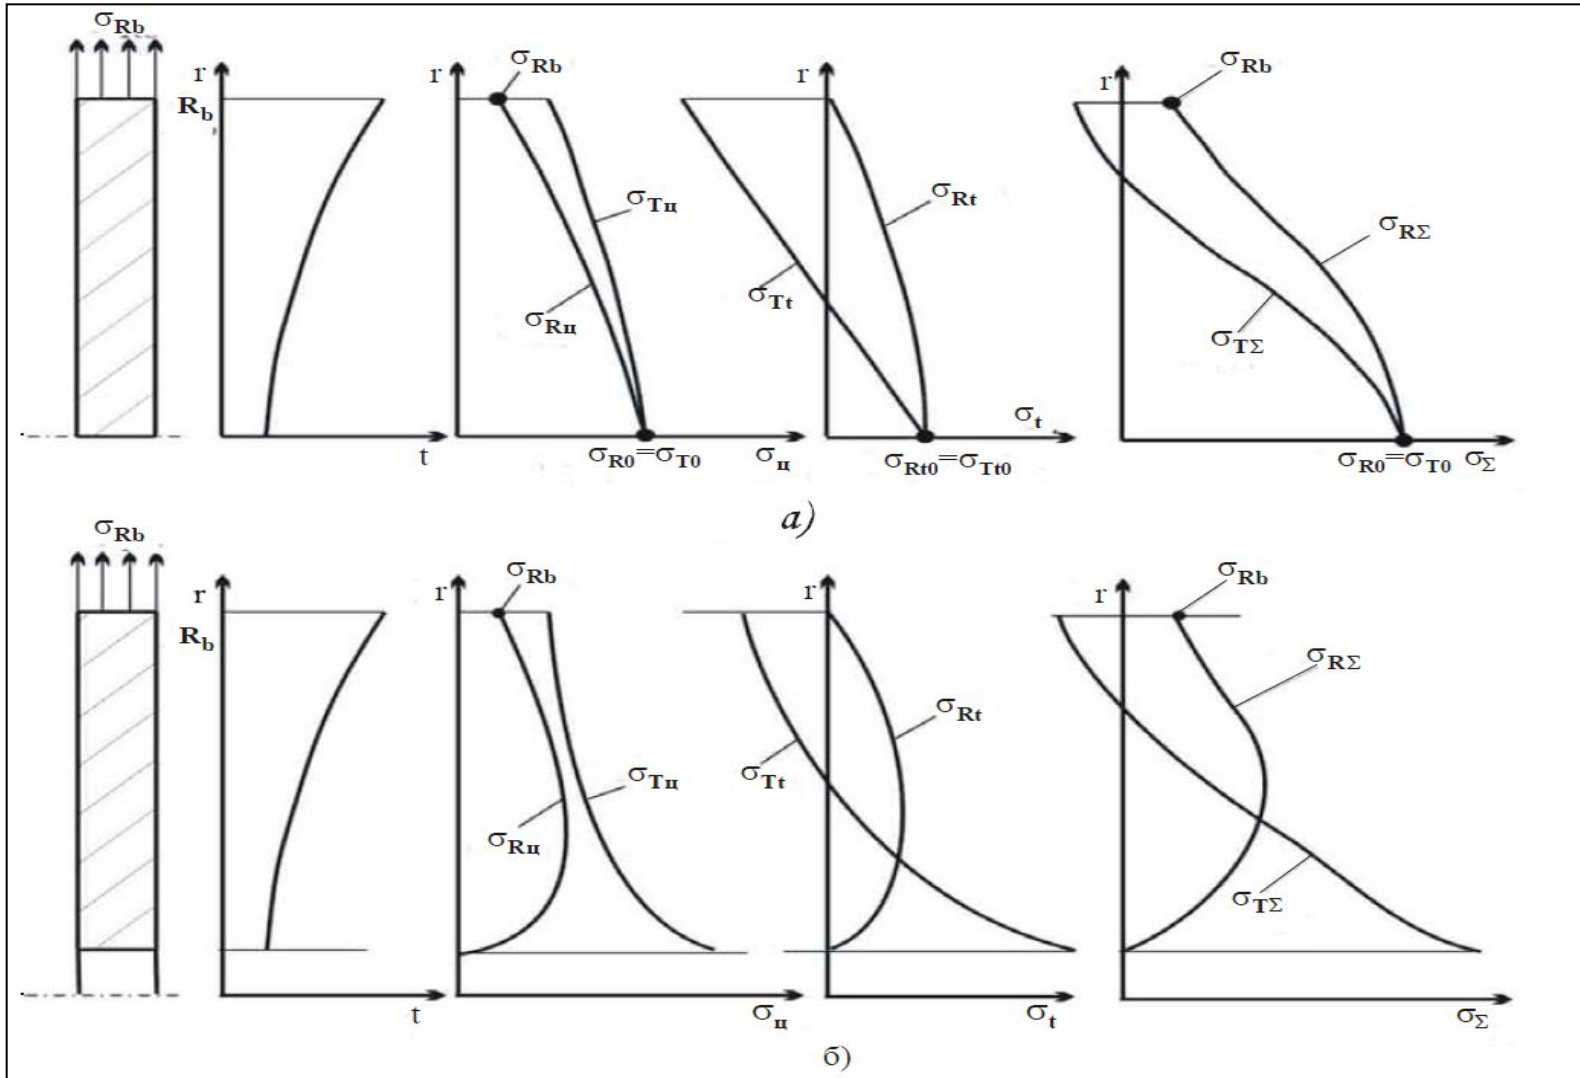 σRb
r
Rb
t
r
σRb
σTц
σRц
σR0=σT0
σц
r
σRt
σTt
σt
σRt0=σTt0
r
σRb
σRΣ
σTΣ
σR0=σT0
σΣ
а)
σRb
r
Rb
t
r
σRb
σTц
σRц
σц
r
σRt
σTt
σt
r
σRb
σRΣ
σTΣ
σΣ
б)